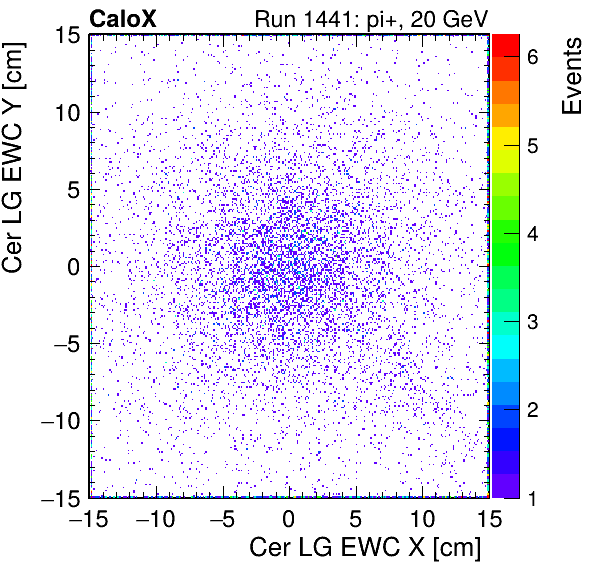 CaloX Run 1441: pi+, 20 GeV
Cer LG EWC Y [cm]
15
10
5
0
−5
−10
−15
−15 −10 −5 0 5 10 15
Cer LG EWC X [cm]
Events
6
5
4
3
2
1